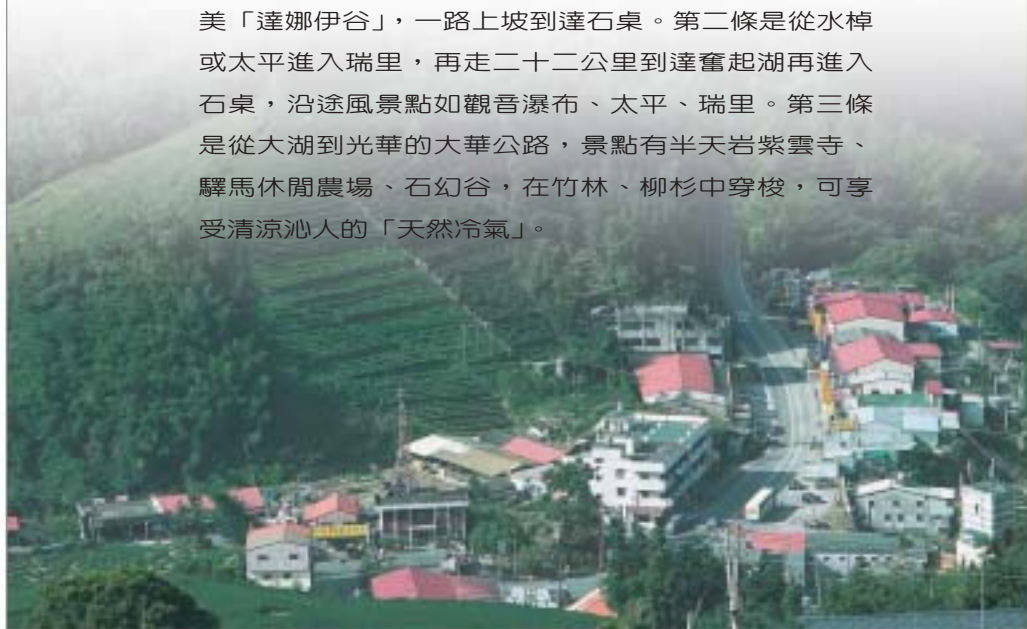 美「達娜伊谷」，一路上坡到達石桌。第二條是從水棹
或太平進入瑞里，再走二十二公里到達奮起湖再進入
石桌，沿途風景點如觀音瀑布、太平、瑞里。第三條
是從大湖到光華的大華公路，景點有半天岩紫雲寺、
驛馬休閒農場、石幻谷，在竹林、柳杉中穿梭，可享
受清涼沁人的「天然冷氣」。